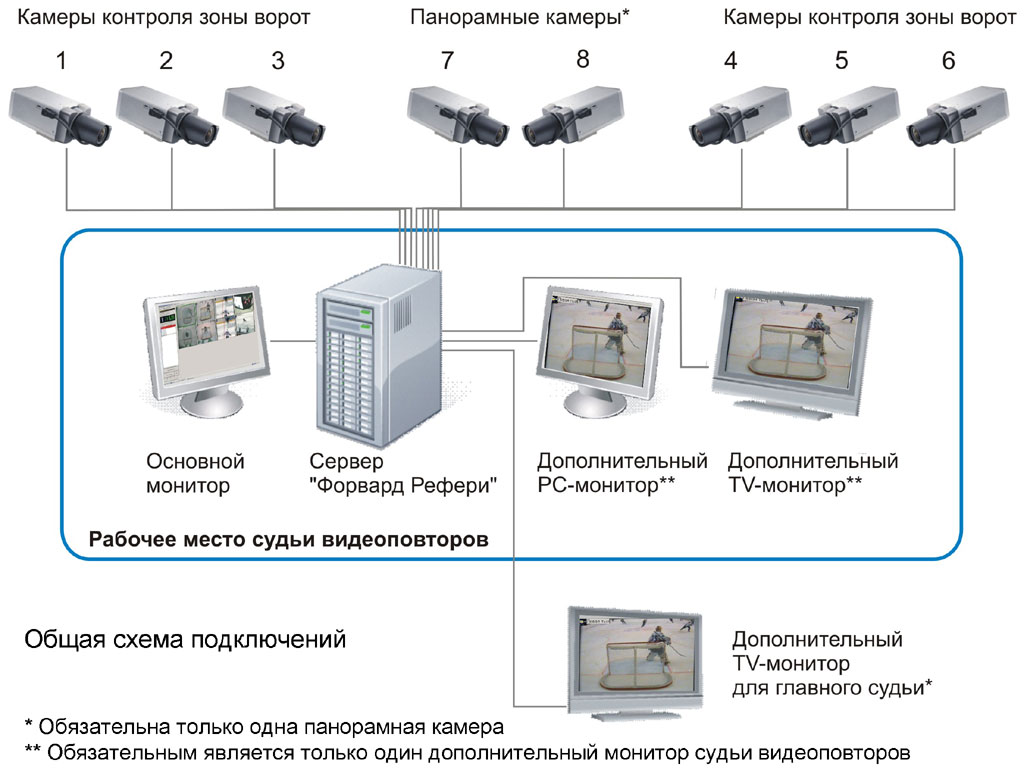 Камеры контроля зоны ворот
Панорамные камеры*
Камеры контроля зоны ворот
1
2
3
7
8
4
5
6
Основной
монитор
Сервер
"Форвард Рефери"
Дополнительный
PC-монитор**
Дополнительный
TV-монитор**
Рабочее место судьи видеоповторов
Общая схема подключений
Дополнительный
TV-монитор
для главного судьи*
* Обязательна только одна панорамная камера
** Обязательным является только один дополнительный монитор судьи видеоповторов